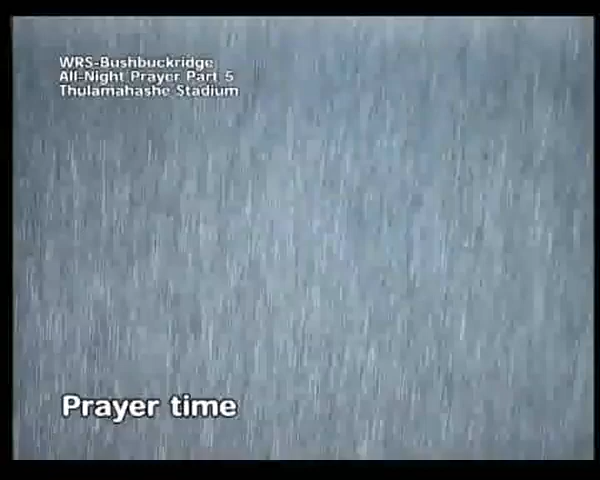 WRS-Bushbuckridge
All-Night Prayer Part 5
Thulamahashe Stadium
Prayer time